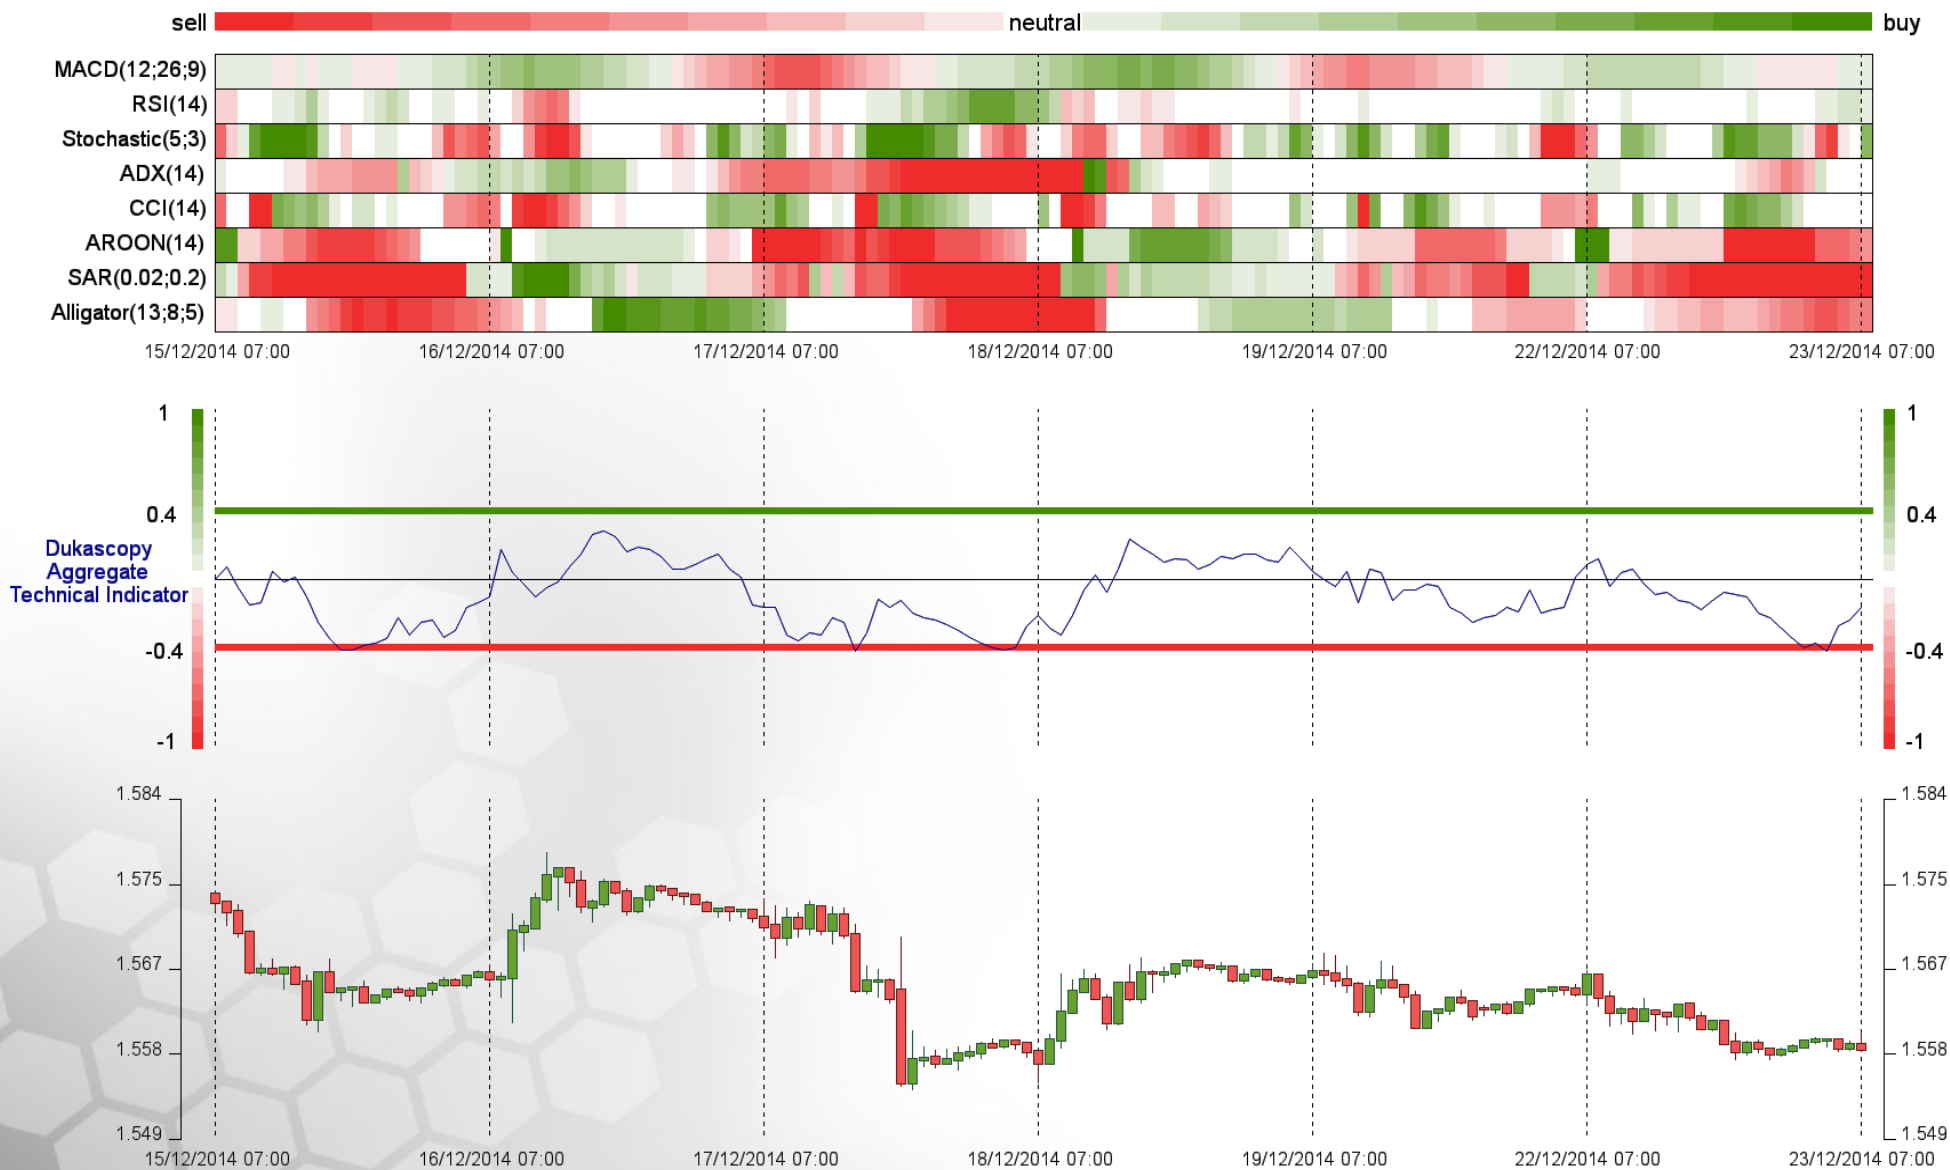 sell neutral buy
MACD(12;26;9)
RSI(14)
Stochastic(5;3)
ADX(14)
CCI(14)
AROON(14)
SAR(0.02;0.2)
Alligator(13;8;5)
15/12/2014 07:00 16/12/2014 07:00 17/12/2014 07:00 18/12/2014 07:00 19/12/2014 07:00 22/12/2014 07:00 23/12/2014 07:00
1 1
0.4 0.4
Dukascopy
Aggregate
Technical Indicator
-0.4 -0.4
-1 -1
1.584 1.584
1.575 1.575
1.567 1.567
1.558 1.558
1.549 1.549
15/12/2014 07:00 16/12/2014 07:00 17/12/2014 07:00 18/12/2014 07:00 19/12/2014 07:00 22/12/2014 07:00 23/12/2014 07:00